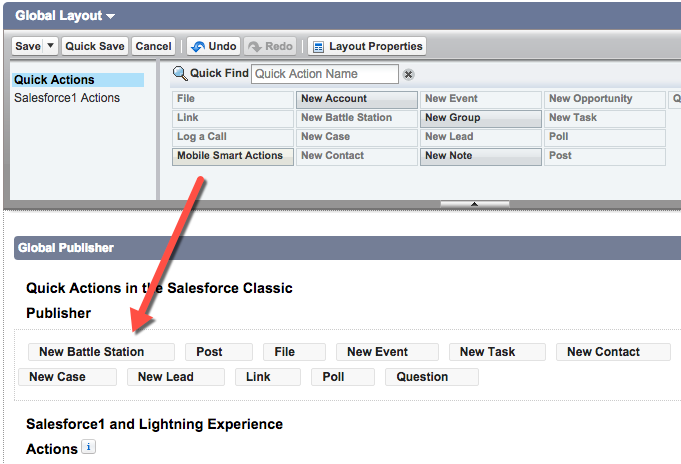 Global Layout
Save Quick Save Cancel Undo Redo Layout Properties
Quick Actions
Salesforce1 Actions
Quick Find Quick Action Name
File New Account New Event New Opportunity Q
Link New Battle Station New Group New Task
Log a Call New Case New Lead Poll
Mobile Smart Actions New Contact New Note Post
Global Publisher
Quick Actions in the Salesforce Classic
Publisher
New Battle Station Post File New Event New Task New Contact
New Case New Lead Link Poll Question
Salesforce1 and Lightning Experience
Actions i